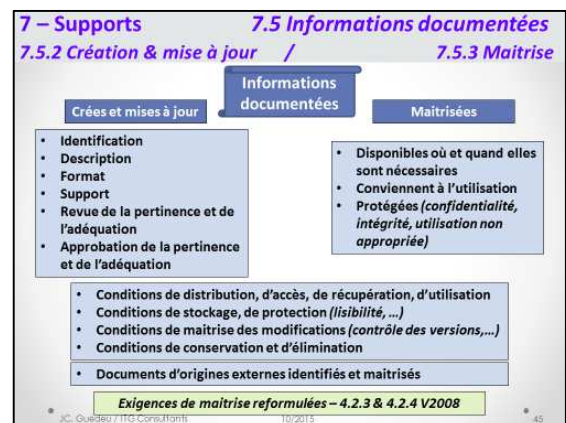 7 – Supports 7.5 Informations documentées
7.5.2 Création & mise à jour / 7.5.3 Maitrise
Informations
documentées
Crées et mises à jour
Maitrisées
• Identification
• Description
• Format
• Support
• Revue de la pertinence et de
l'adéquation
• Approbation de la pertinence
et de l'adéquation
• Disponibles où et quand elles
sont nécessaires
• Conviennent à l'utilisation
• Protégées (confidentialité,
intégrité, utilisation non
appropriée)
• Conditions de distribution, d'accès, de récupération, d'utilisation
• Conditions de stockage, de protection (lisibilité, ...)
• Conditions de maitrise des modifications (contrôle des versions,...)
• Conditions de conservation et d'élimination
• Documents d'origines externes identifiés et maitrisés
Exigences de maitrise reformulées – 4.2.3 & 4.2.4 V2008
JC. Guedeu / ITG Consultants 10/2015 45